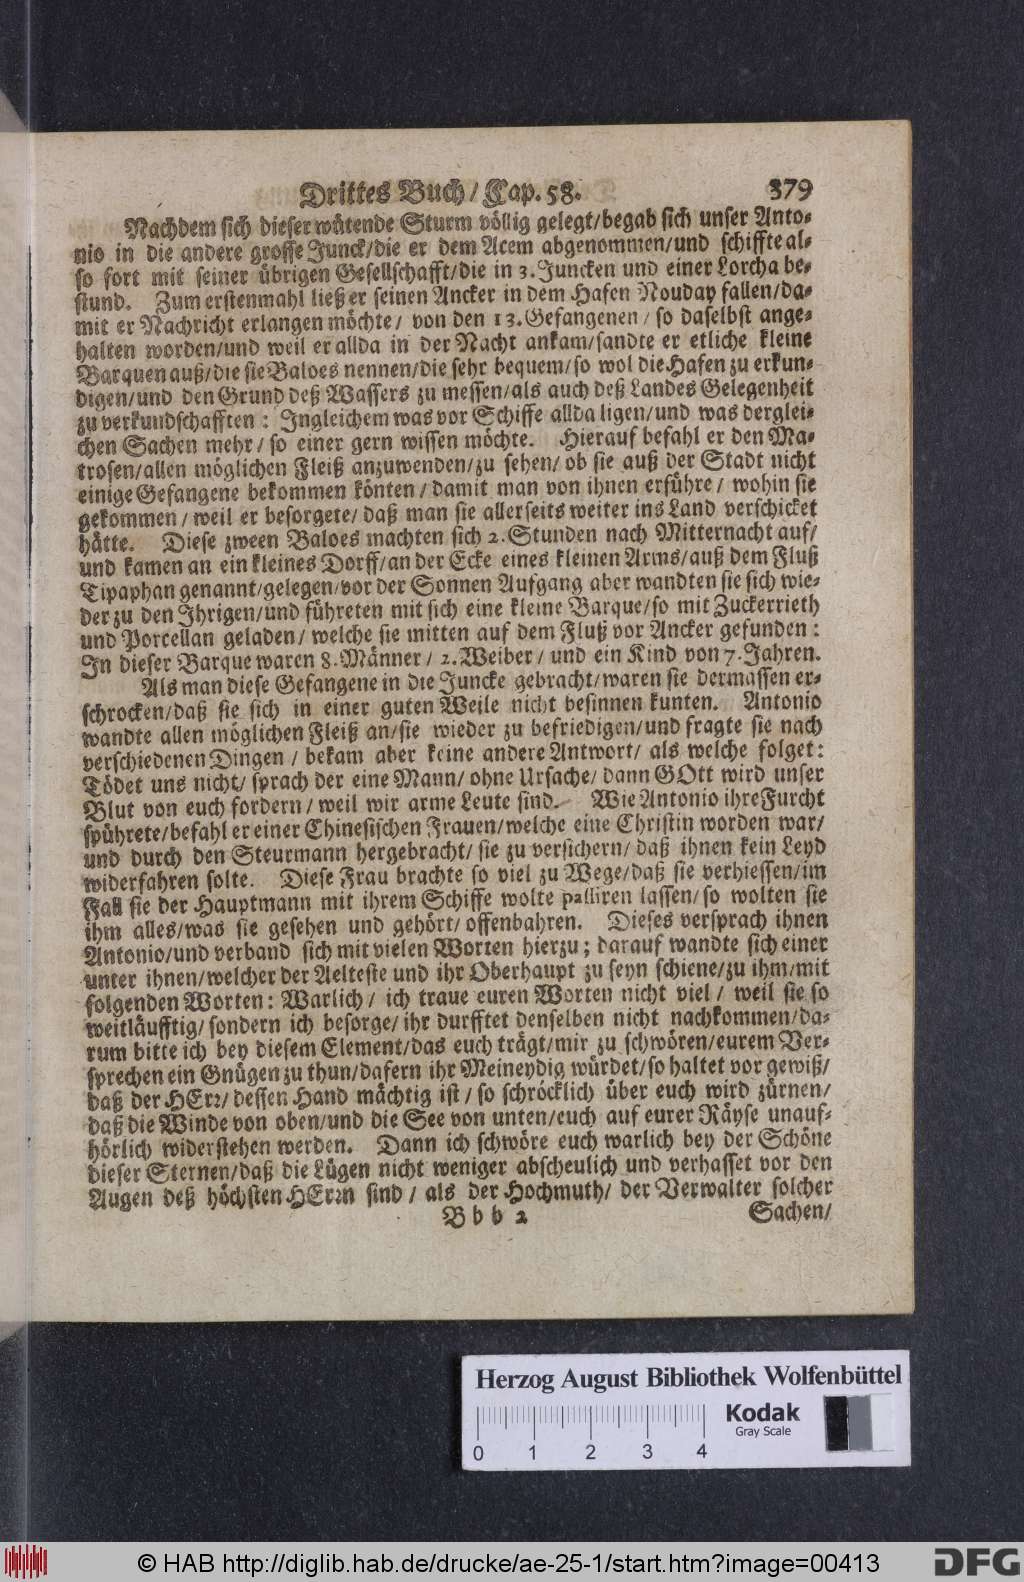 Drittes Buch / Cap. 58. 379
Nachdem sich dieser wütende Sturm völlig gelegt/begab sich unser Anto-
nio in die andere grosse Junck/die er dem Acem abgenommen/und schiffte al-
so fort mit seiner übrigen Gesellschafft/die in 3. Juncken und einer Lorcha be-
stund. Zum erstenmahl ließ er seinen Ancker in dem Hafen Nouday fallen/da-
mit er Nachricht erlangen möchte/ von den 13. Gefangenen/ so daselbst ange-
halten worden/und weil er allda in der Nacht ankam/sandte er etliche kleine
Barquen auß/die sie Baloes nennen/die sehr bequem/so wol die Hafen zu erkun-
digen/und den Grund deß Wassers zu messen/als auch deß Landes Gelegenheit
zu verkundschafften: Ingleichem was vor Schiffe allda ligen/und was derglei-
chen Sachen mehr/ so einer gern wissen möchte. Hierauf befahl er den Ma-
trosen/allen möglichen Fleiß anzuwenden/zu sehen/ ob sie auß der Stadt nicht
einige Gefangene bekommen könten/ damit man von ihnen erführe/ wohin sie
gekommen/ weil er besorgete/ daß man sie allerseits weiter ins Land verschicket
hätte. Diese zween Baloes machten sich 2. Stunden nach Mitternacht auf/
und kamen an ein kleines Dorff/an der Ecke eines kleinen Arms/auß dem Fluß
Tipaphan genannt/gelegen/vor der Sonnen Aufgang aber wandten sie sich wie-
der zu den Ihrigen/und führeten mit sich eine kleine Barque/so mit Zuckerrieth
und Porcellan geladen/ welche sie mitten auf dem Fluß vor Ancker gefunden:
In dieser Barque waren 8. Männer/ 2. Weiber/ und ein Kind von 7. Jahren.
Als man diese Gefangene in die Juncke gebracht/waren sie dermassen er-
schrocken/daß sie sich in einer guten Weile nicht besinnen kunten. Antonio
wandte allen möglichen Fleiß an/sie wieder zu befriedigen/und fragte sie nach
verschiedenen Dingen/ bekam aber keine andere Antwort/ als welche folget:
Tödet uns nicht/ sprach der eine Mann/ ohne Ursache/ dann GOtt wird unser
Blut von euch fordern/ weil wir arme Leute sind. Wie Antonio ihre Furcht
spührete/befahl er einer Chinesischen Frauen/welche eine Christin worden war/
und durch den Steurmann hergebracht/ sie zu versichern/ daß ihnen kein Leyd
widerfahren solte. Diese Frau brachte so viel zu Wege/daß sie verhiessen/im
Fall sie der Hauptmann mit ihrem Schiffe wolte passiren lassen/so wolten sie
ihm alles/was sie gesehen und gehört/ offenbahren. Dieses versprach ihnen
Antonio/und verband sich mit vielen Worten hierzu; darauf wandte sich einer
unter ihnen/welcher der Aelteste und ihr Oberhaupt zu seyn schiene/zu ihm/mit
folgenden Worten: Warlich/ ich traue euren Worten nicht viel/ weil sie so
weitläufftig/ sondern ich besorge/ ihr durfftet denselben nicht nachkommen/da-
rum bitte ich bey diesem Element/das euch trägt/mir zu schwören/eurem Ver-
sprechen ein Gnügen zu thun/dafern ihr Meineydig würdet/so haltet vor gewiß/
daß der HErr/ dessen Hand mächtig ist/ so schröcklich über euch wird zürnen/
daß die Winde von oben/und die See von unten/euch auf eurer Räyse unauf-
hörlich widerstehen werden. Dann ich schwöre euch warlich bey der Schöne
dieser Sternen/daß die Lügen nicht weniger abscheulich und verhasset vor den
Augen deß höchsten HErrn sind/ als der Hochmuth/ der Verwalter solcher
Bbb 2 Sachen/
Herzog August Bibliothek Wolfenbüttel
0 1 2 3 4
Kodak
Gray Scale
© HAB http://diglib.hab.de/drucke/ae-25-1/start.htm?image=00413
DFG